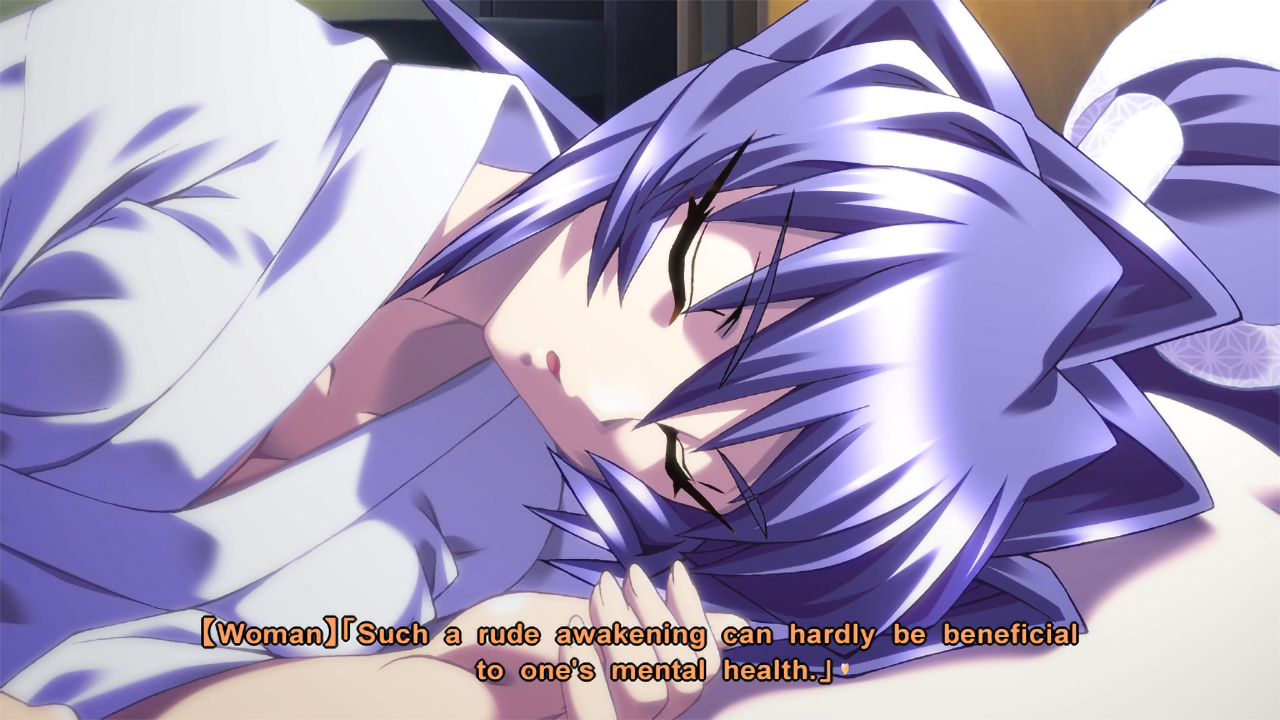 【Woman】「Such a rude awakening can hardly be beneficial
to one's mental health.」